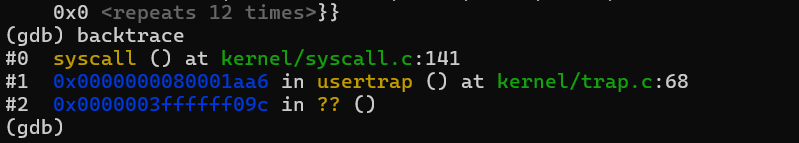 0x0 <repeats 12 times>}}
(gdb) backtrace
#0  syscall () at kernel/syscall.c:141
#1  0x0000000080001aa6 in usertrap () at kernel/trap.c:68
#2  0x0000003ffffff09c in ?? ()
(gdb)